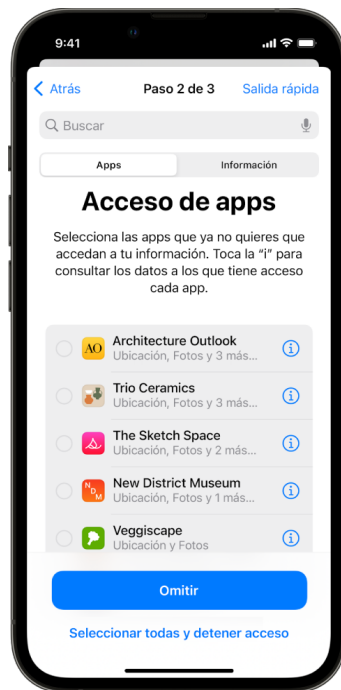 9:41
Atrás
Paso 2 de 3
Salida rápida
Buscar
Apps
Información
Acceso de apps
Selecciona las apps que ya no quieres que
accedan a tu información. Toca la "i" para
consultar los datos a los que tiene acceso
cada app.
AO
Architecture Outlook
Ubicación, Fotos y 3 más...
i
Trio Ceramics
Ubicación, Fotos y 3 más...
i
The Sketch Space
Ubicación, Fotos y 2 más...
i
NDM
New District Museum
Ubicación, Fotos y 1 más...
i
Veggiscape
Ubicación y Fotos
i
Omitir
Seleccionar todas y detener acceso